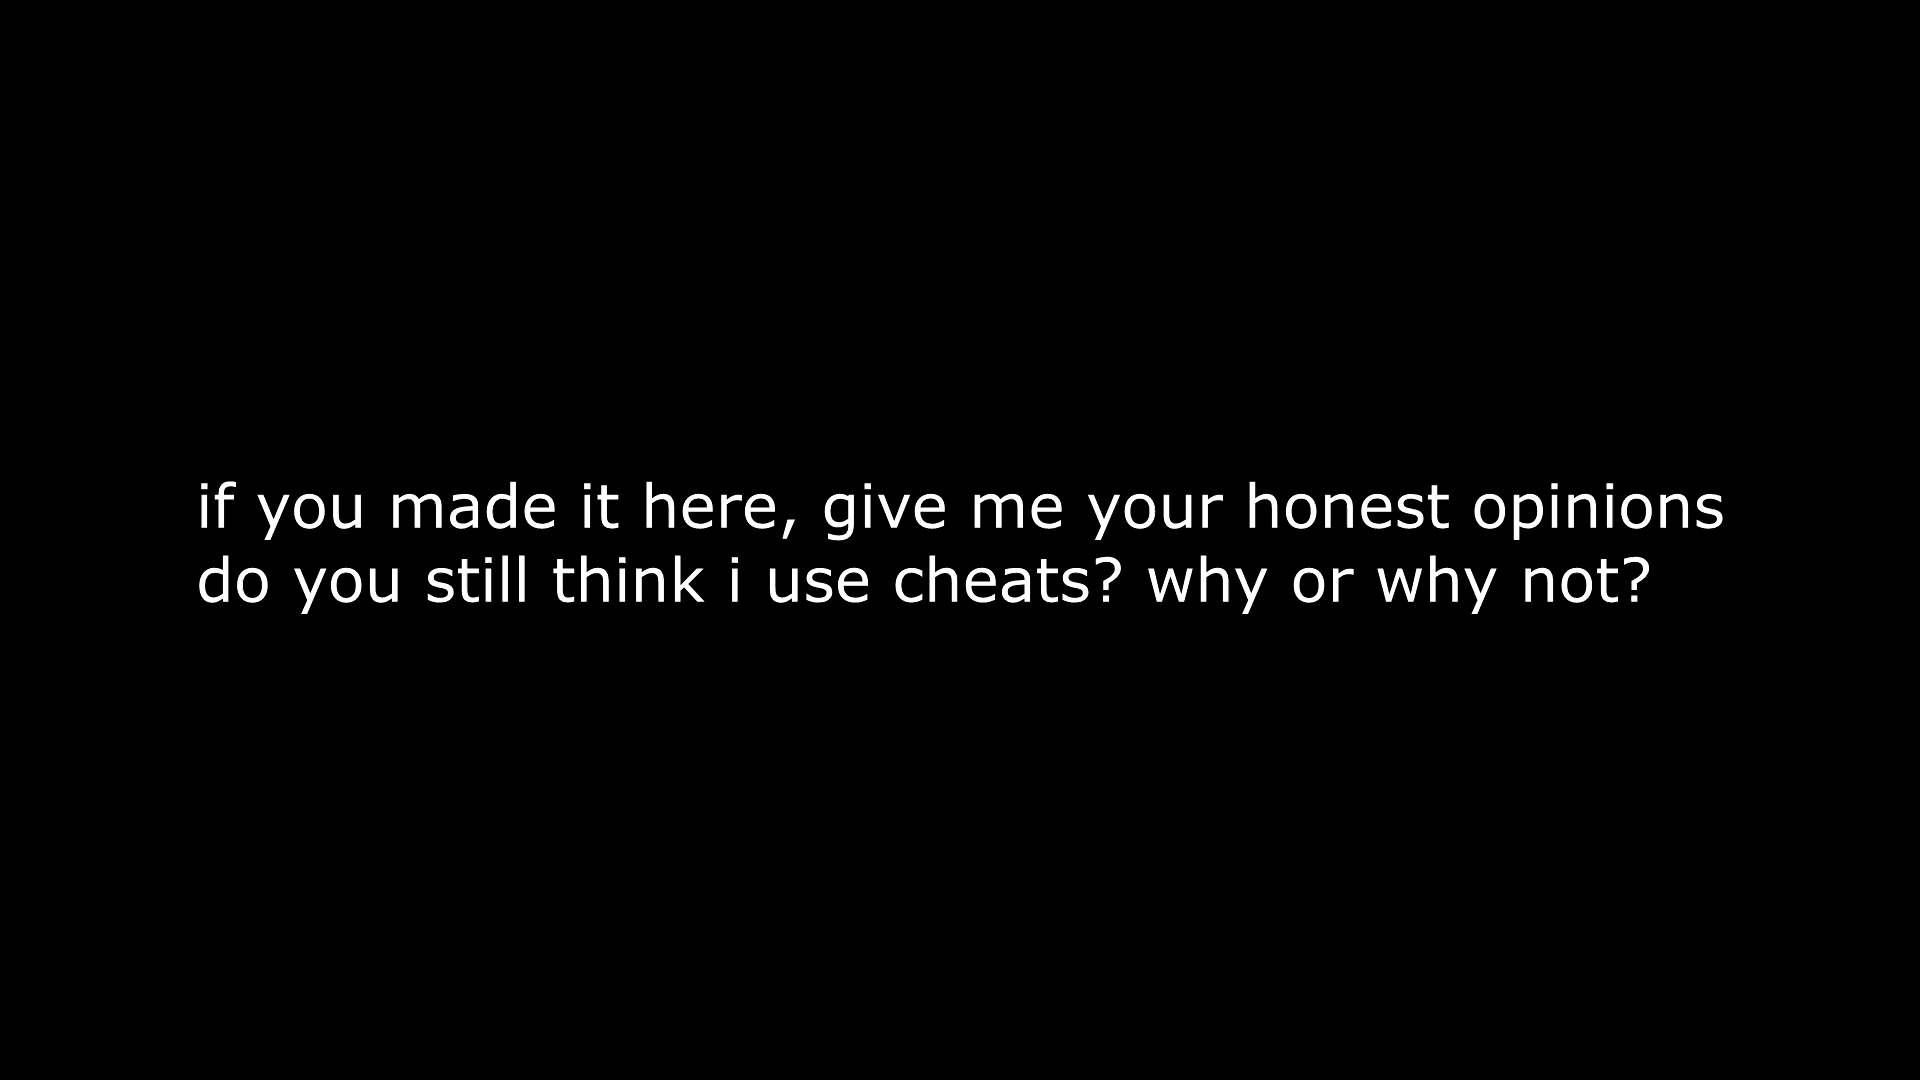 if you made it here, give me your honest opinions
do you still think i use cheats? why or why not?